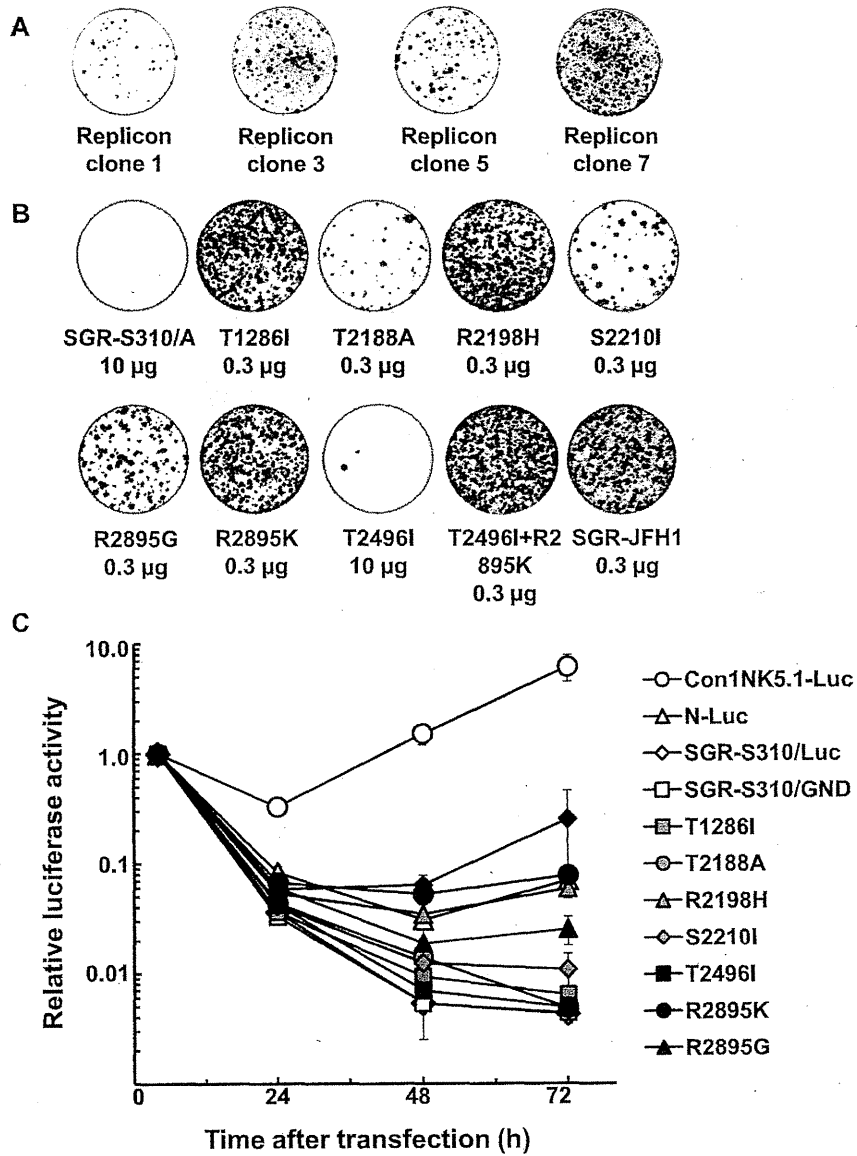 A
Replicon clone 1
Replicon clone 3
Replicon clone 5
Replicon clone 7
B
SGR-S310/A
10 µg
T1286I
0.3 µg
T2188A
0.3 µg
R2198H
0.3 µg
S2210I
0.3 µg
R2895G
0.3 µg
R2895K
0.3 µg
T2496I
10 µg
T2496I+R2
895K
0.3 µg
SGR-JFH1
0.3 µg
C
Relative luciferase activity
10.0
1.0
0.1
0.01
0
24
48
72
Time after transfection (h)
Con1NK5.1-Luc
N-Luc
SGR-S310/Luc
SGR-S310/GND
T1286I
T2188A
R2198H
S2210I
T2496I
R2895K
R2895G